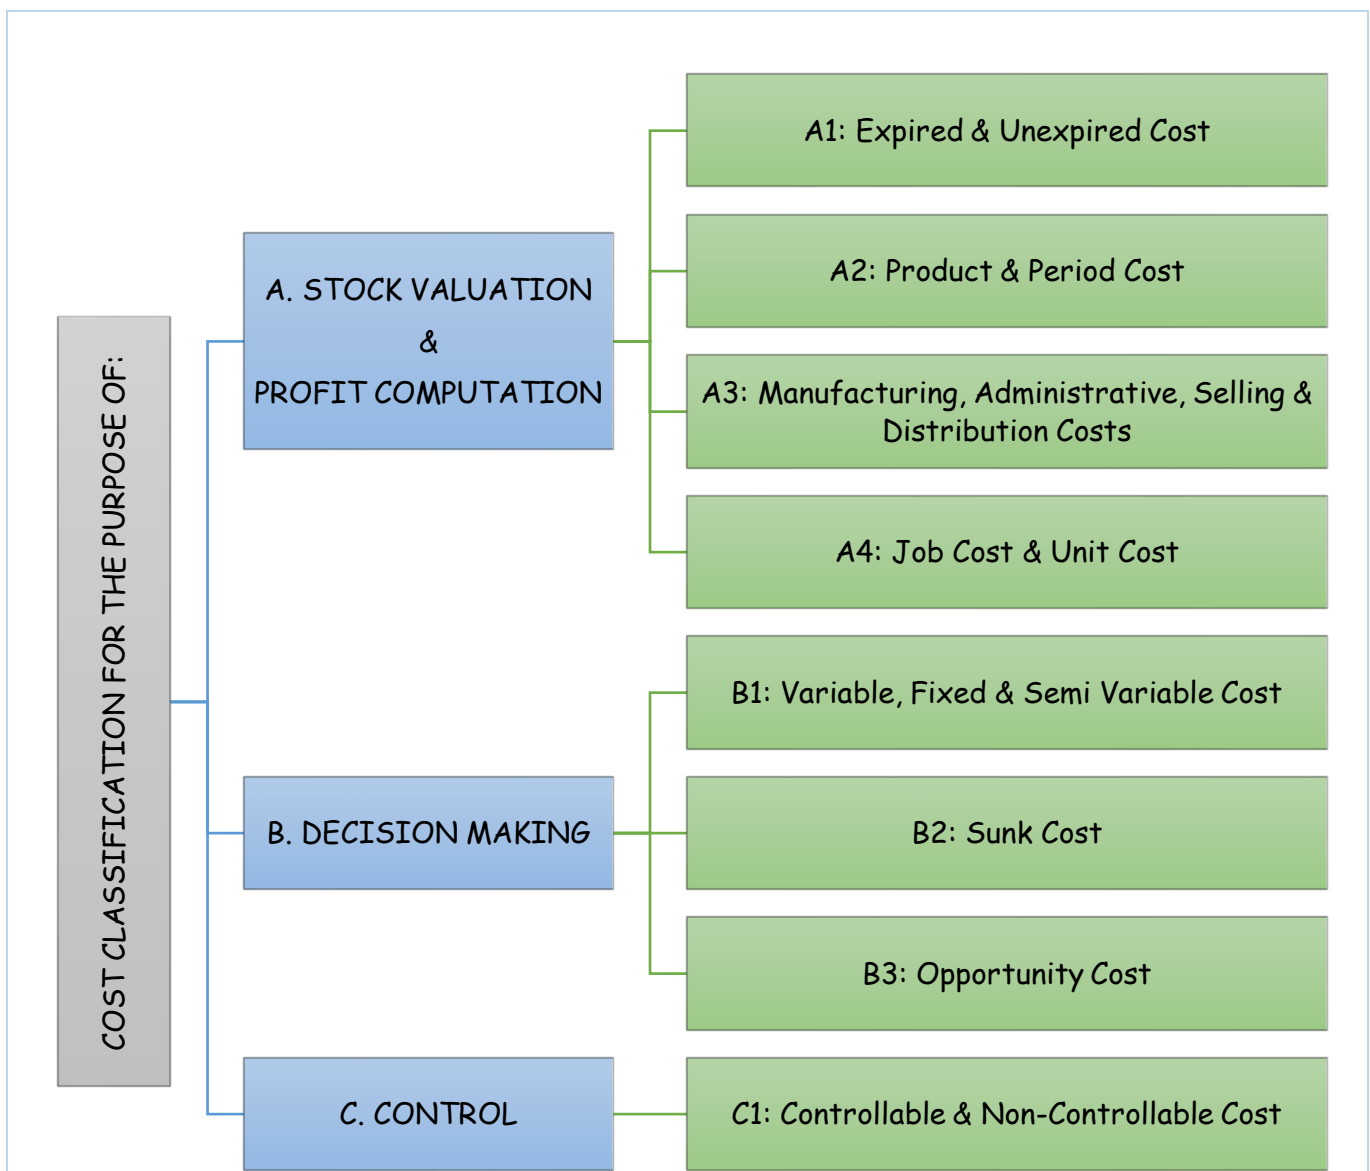 COST CLASSIFICATION FOR THE PURPOSE OF:
A. STOCK VALUATION
&
PROFIT COMPUTATION
A1: Expired & Unexpired Cost
A2: Product & Period Cost
A3: Manufacturing, Administrative, Selling &
Distribution Costs
A4: Job Cost & Unit Cost
B. DECISION MAKING
B1: Variable, Fixed & Semi Variable Cost
B2: Sunk Cost
B3: Opportunity Cost
C. CONTROL
C1: Controllable & Non-Controllable Cost